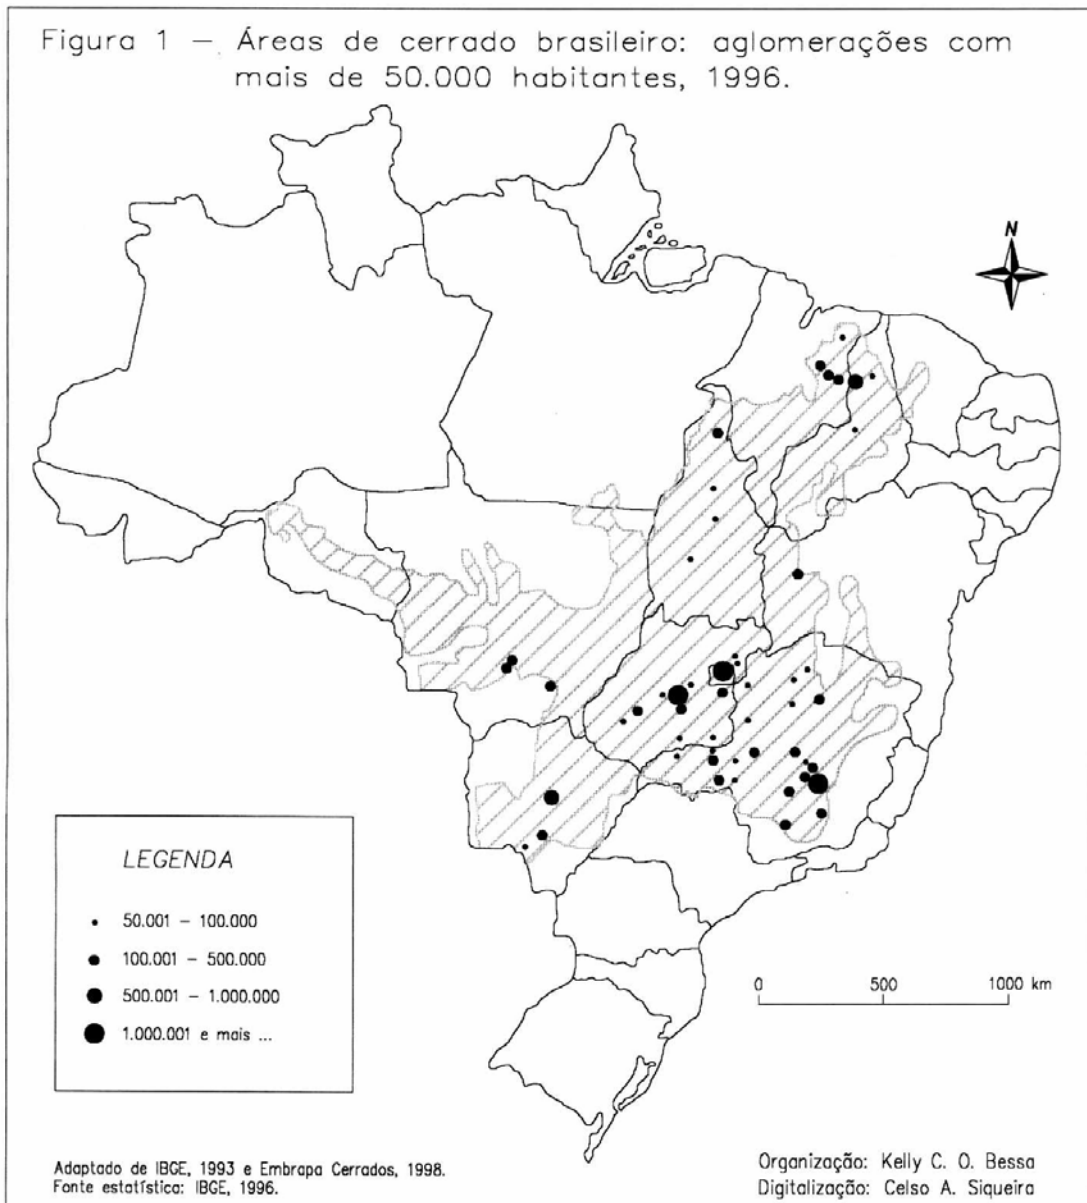 Figura 1 – Áreas de cerrado brasileiro: aglomerações com
mais de 50.000 habitantes, 1996.
N
LEGENDA
50.001 – 100.000
100.001 – 500.000
500.001 – 1.000.000
1.000.001 e mais ...
0 500 1000 km
Adaptado de IBGE, 1993 e Embrapa Cerrados, 1998.
Fonte estatística: IBGE, 1996.
Organização: Kelly C. O. Bessa
Digitalização: Celso A. Siqueira